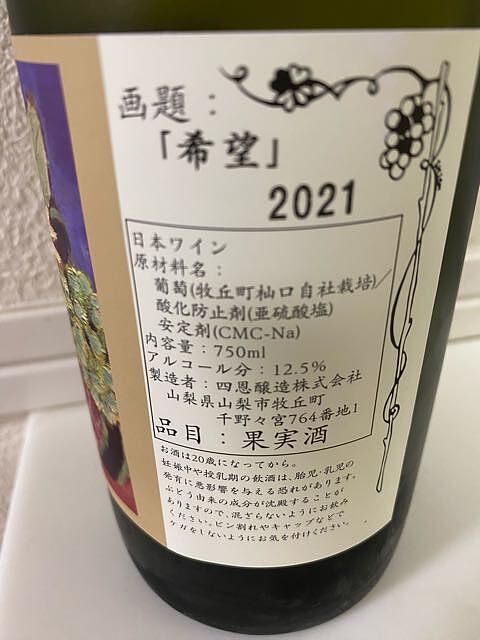 画題：
「希望」
2021
日本ワイン
原材料名：
葡萄(牧丘町杣口自社栽培)／
酸化防止剤(亜硫酸塩)
安定剤(CMC-Na)
内容量：750ml
アルコール分：12.5%
製造者：四恩醸造株式会社
山梨県山梨市牧丘町
千野々宮764番地1
品目：果実酒
お酒は20歳になってから。
妊娠中や授乳期の飲酒は、胎児・乳児の
発育に悪影響を与える恐れがあります。
ぶどう由来の成分が沈殿することが
ありますので、混ざらないようにお飲み
ください。ビン割れやキャップなどで
ケガをしないようにお気を付けください。